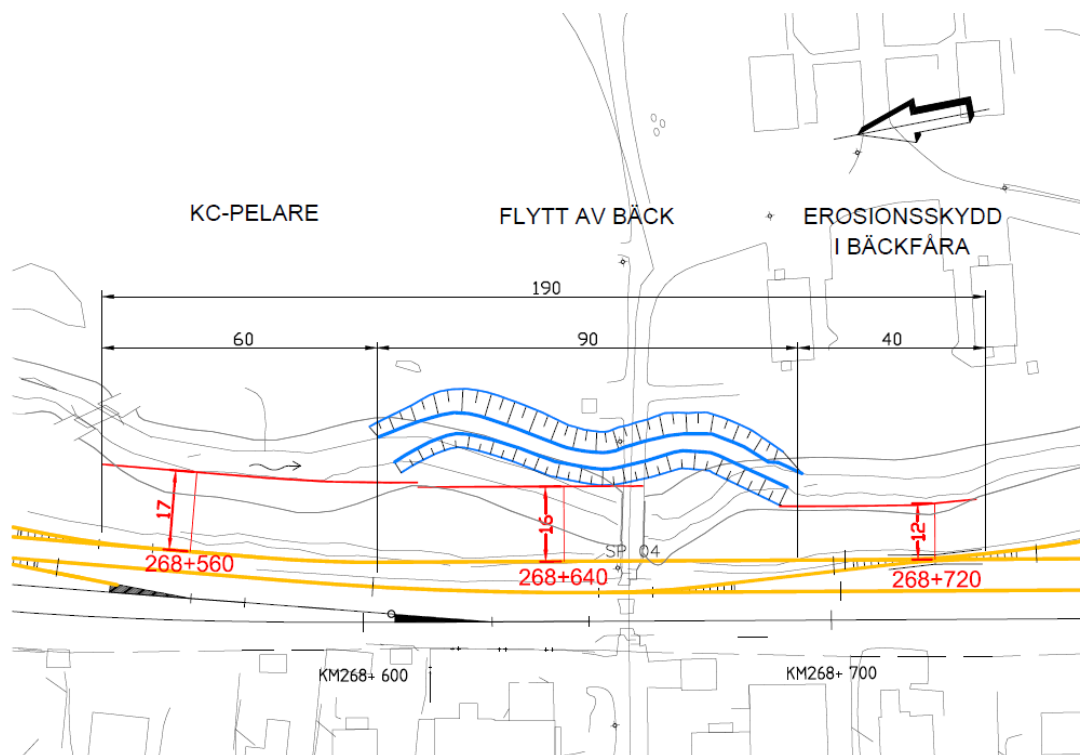 KC-PELARE
FLYTT AV BÄCK
EROSIONSSKYDD
I BÄCKFÅRA
190
60
90
40
17
16
12
268+560
268+640
268+720
SP 04
KM268+ 600
KM268+ 700